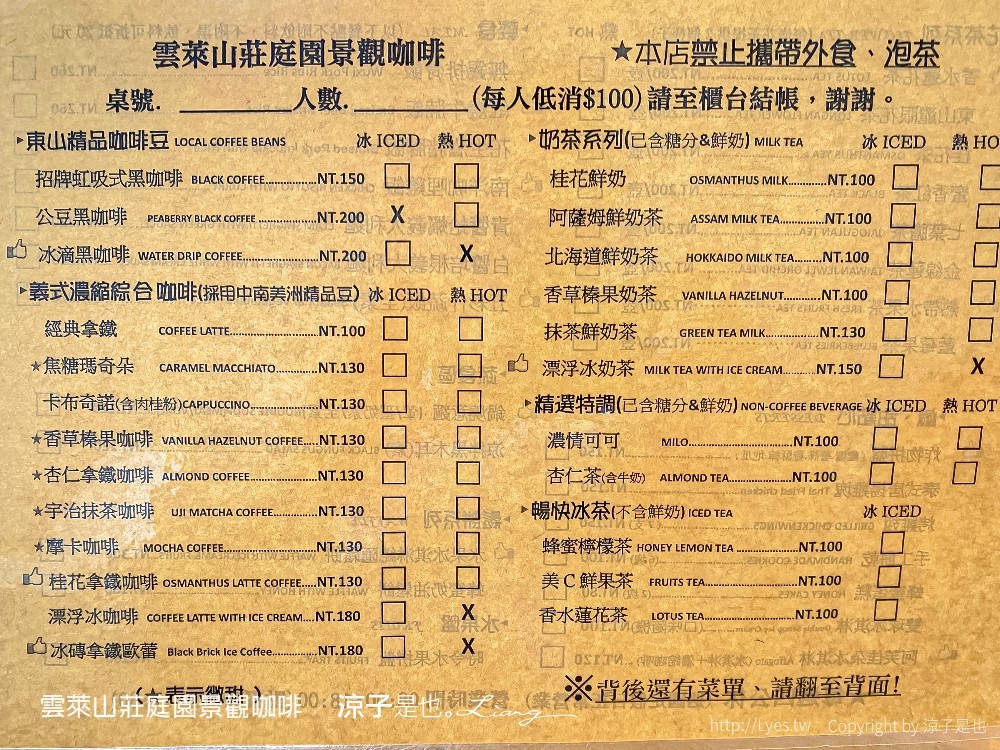 雲萊山莊庭園景觀咖啡
★本店禁止攜帶外食、泡茶
桌號.________人數.________(每人低消$100)請至櫃台結帳，謝謝。
▸東山精品咖啡豆 LOCAL COFFEE BEANS 冰 ICED 熱 HOT
招牌虹吸式黑咖啡 BLACK COFFEE..............NT.150 □ □
公豆黑咖啡 PEABERRY BLACK COFFEE ..............NT.200 X □
冰滴黑咖啡 WATER DRIP COFFEE..............NT.200 □ X
▸義式濃縮綜合咖啡(採用中南美洲精品豆) 冰 ICED 熱 HOT
經典拿鐵 COFFEE LATTE..............NT.100 □ □
★焦糖瑪奇朵 CARAMEL MACCHIATO..............NT.130 □ □
卡布奇諾(含肉桂粉)CAPPUCCINO..............NT.130 □ □
★香草榛果咖啡 VANILLA HAZELNUT COFFEE....NT.130 □ □
★杏仁拿鐵咖啡 ALMOND COFFEE..............NT.130 □ □
★宇治抹茶咖啡 UJI MATCHA COFFEE..............NT.130 □ □
★摩卡咖啡 MOCHA COFFEE..............NT.130 □ □
桂花拿鐵咖啡 OSMANTHUS LATTE COFFEE.....NT.130 □ □
漂浮冰咖啡 COFFEE LATTE WITH ICE CREAM....NT.180 □ X
冰磚拿鐵歐蕾 Black Brick Ice Coffee..............NT.180 □ X
(★表示微甜)
▸奶茶系列(已含糖分&鮮奶) MILK TEA 冰 ICED 熱 HO
桂花鮮奶 OSMANTHUS MILK..............NT.100 □ □
阿薩姆鮮奶茶 ASSAM MILK TEA..............NT.100 □ □
北海道鮮奶茶 HOKKAIDO MILK TEA..............NT.100 □ □
香草榛果奶茶 VANILLA HAZELNUT..............NT.100 □ □
抹茶鮮奶茶 GREEN TEA MILK..............NT.130 □ □
漂浮冰奶茶 MILK TEA WITH ICE CREAM..............NT.150 □ X
▸精選特調(已含糖分&鮮奶) NON-COFFEE BEVERAGE 冰 ICED 熱 HOT
濃情可可 MILO..............NT.100 □ □
杏仁茶(含牛奶) ALMOND TEA..............NT.100 □ □
▸暢快冰茶(不含鮮奶) ICED TEA 冰 ICED
蜂蜜檸檬茶 HONEY LEMON TEA ..............NT.100 □
美C鮮果茶 FRUITS TEA..............NT.100 □
香水蓮花茶 LOTUS TEA..............NT.100 □
※背後還有菜單、請翻至背面!
雲萊山莊庭園景觀咖啡 涼子是也。Liang
http://Lyes.tw Copyright by 涼子是也